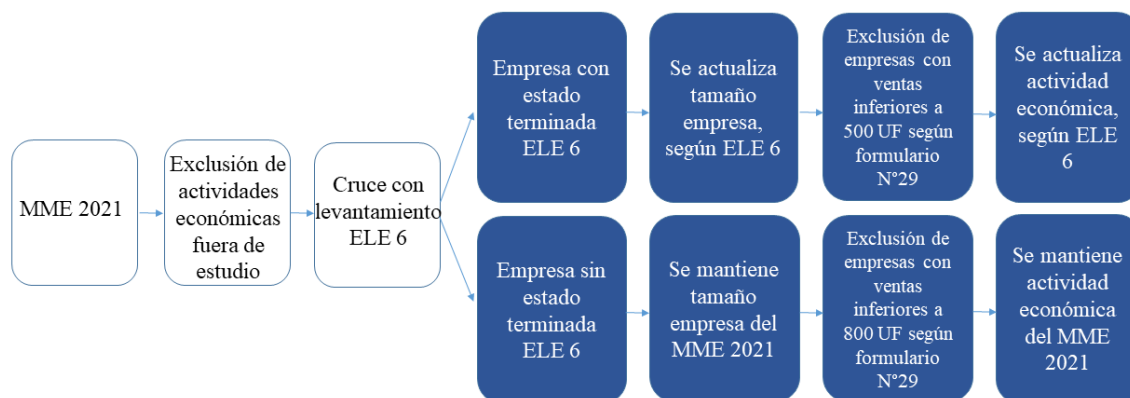 MME 2021
Exclusión de
actividades
económicas
fuera de
estudio
Cruce con
levantamiento
ELE 6
Empresa con
estado
terminada
ELE 6
Se actualiza
tamaño
empresa,
según ELE 6
Exclusión de
empresas con
ventas
inferiores a
500 UF según
formulario
N°29
Se actualiza
actividad
económica,
según ELE
6
Empresa sin
estado
terminada
ELE 6
Se mantiene
tamaño
empresa del
MME 2021
Exclusión de
empresas con
ventas
inferiores a
800 UF según
formulario
N°29
Se mantiene
actividad
económica
del MME
2021